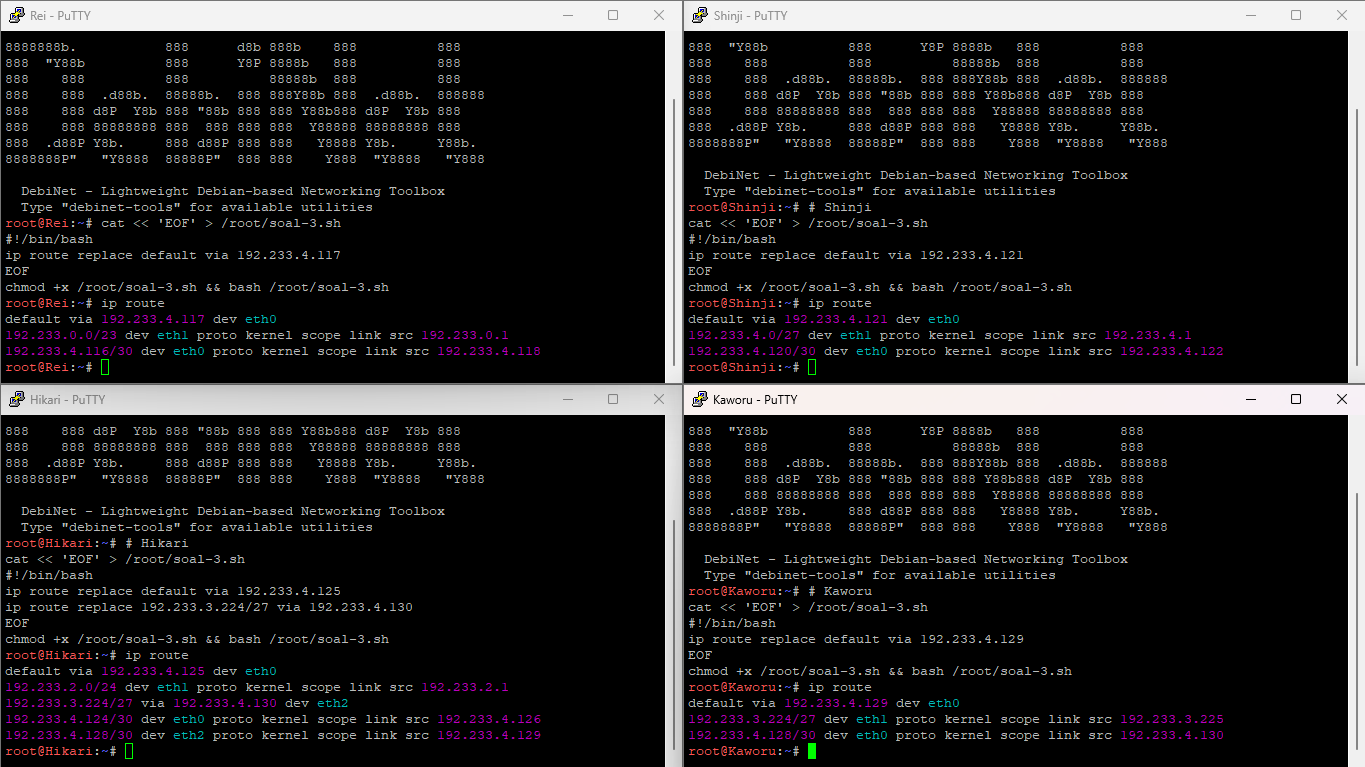 Rei - PuTTY
8888888b.           888      d8b 888b    888          888
888  "Y88b          888      Y8P 8888b   888          888
888    888          888          88888b  888          888
888    888  .d88b.  88888b.  888 888Y88b 888  .d88b.  888888
888    888 d8P  Y8b 888 "88b 888 888 Y88b888 d8P  Y8b 888
888    888 88888888 888  888 888 888  Y88888 88888888 888
888  .d88P Y8b.     888 d88P 888 888   Y8888 Y8b.     Y88b.
8888888P"   "Y8888  88888P"  888 888    Y888  "Y8888   "Y888
DebiNet - Lightweight Debian-based Networking Toolbox
Type "debinet-tools" for available utilities
root@Rei:~# cat << 'EOF' > /root/soal-3.sh
#!/bin/bash
ip route replace default via 192.233.4.117
EOF
chmod +x /root/soal-3.sh && bash /root/soal-3.sh
root@Rei:~# ip route
default via 192.233.4.117 dev eth0
192.233.0.0/23 dev eth1 proto kernel scope link src 192.233.0.1
192.233.4.116/30 dev eth0 proto kernel scope link src 192.233.4.118
root@Rei:~#
Shinji - PuTTY
888  "Y88b          888      Y8P 8888b   888          888
888    888          888          88888b  888          888
888    888  .d88b.  88888b.  888 888Y88b 888  .d88b.  888888
888    888 d8P  Y8b 888 "88b 888 888 Y88b888 d8P  Y8b 888
888    888 88888888 888  888 888 888  Y88888 88888888 888
888  .d88P Y8b.     888 d88P 888 888   Y8888 Y8b.     Y88b.
8888888P"   "Y8888  88888P"  888 888    Y888  "Y8888   "Y888
DebiNet - Lightweight Debian-based Networking Toolbox
Type "debinet-tools" for available utilities
root@Shinji:~# # Shinji
cat << 'EOF' > /root/soal-3.sh
#!/bin/bash
ip route replace default via 192.233.4.121
EOF
chmod +x /root/soal-3.sh && bash /root/soal-3.sh
root@Shinji:~# ip route
default via 192.233.4.121 dev eth0
192.233.4.0/27 dev eth1 proto kernel scope link src 192.233.4.1
192.233.4.120/30 dev eth0 proto kernel scope link src 192.233.4.122
root@Shinji:~#
Hikari - PuTTY
888    888 d8P  Y8b 888 "88b 888 888 Y88b888 d8P  Y8b 888
888    888 88888888 888  888 888 888  Y88888 88888888 888
888  .d88P Y8b.     888 d88P 888 888   Y8888 Y8b.     Y88b.
8888888P"   "Y8888  88888P"  888 888    Y888  "Y8888   "Y888
DebiNet - Lightweight Debian-based Networking Toolbox
Type "debinet-tools" for available utilities
root@Hikari:~# # Hikari
cat << 'EOF' > /root/soal-3.sh
#!/bin/bash
ip route replace default via 192.233.4.125
ip route replace 192.233.3.224/27 via 192.233.4.130
EOF
chmod +x /root/soal-3.sh && bash /root/soal-3.sh
root@Hikari:~# ip route
default via 192.233.4.125 dev eth0
192.233.2.0/24 dev eth1 proto kernel scope link src 192.233.2.1
192.233.3.224/27 via 192.233.4.130 dev eth2
192.233.4.124/30 dev eth0 proto kernel scope link src 192.233.4.126
192.233.4.128/30 dev eth2 proto kernel scope link src 192.233.4.129
root@Hikari:~#
Kaworu - PuTTY
888  "Y88b          888      Y8P 8888b   888          888
888    888          888          88888b  888          888
888    888  .d88b.  88888b.  888 888Y88b 888  .d88b.  888888
888    888 d8P  Y8b 888 "88b 888 888 Y88b888 d8P  Y8b 888
888    888 88888888 888  888 888 888  Y88888 88888888 888
888  .d88P Y8b.     888 d88P 888 888   Y8888 Y8b.     Y88b.
8888888P"   "Y8888  88888P"  888 888    Y888  "Y8888   "Y888
DebiNet - Lightweight Debian-based Networking Toolbox
Type "debinet-tools" for available utilities
root@Kaworu:~# # Kaworu
cat << 'EOF' > /root/soal-3.sh
#!/bin/bash
ip route replace default via 192.233.4.129
EOF
chmod +x /root/soal-3.sh && bash /root/soal-3.sh
root@Kaworu:~# ip route
default via 192.233.4.129 dev eth0
192.233.3.224/27 dev eth1 proto kernel scope link src 192.233.3.225
192.233.4.128/30 dev eth0 proto kernel scope link src 192.233.4.130
root@Kaworu:~#